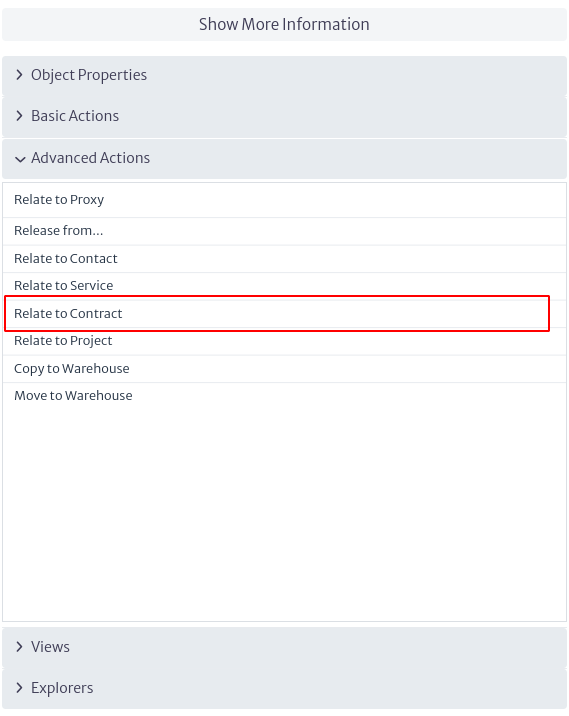 Show More Information
Object Properties
Basic Actions
Advanced Actions
Relate to Proxy
Release from...
Relate to Contact
Relate to Service
Relate to Contract
Relate to Project
Copy to Warehouse
Move to Warehouse
Views
Explorers